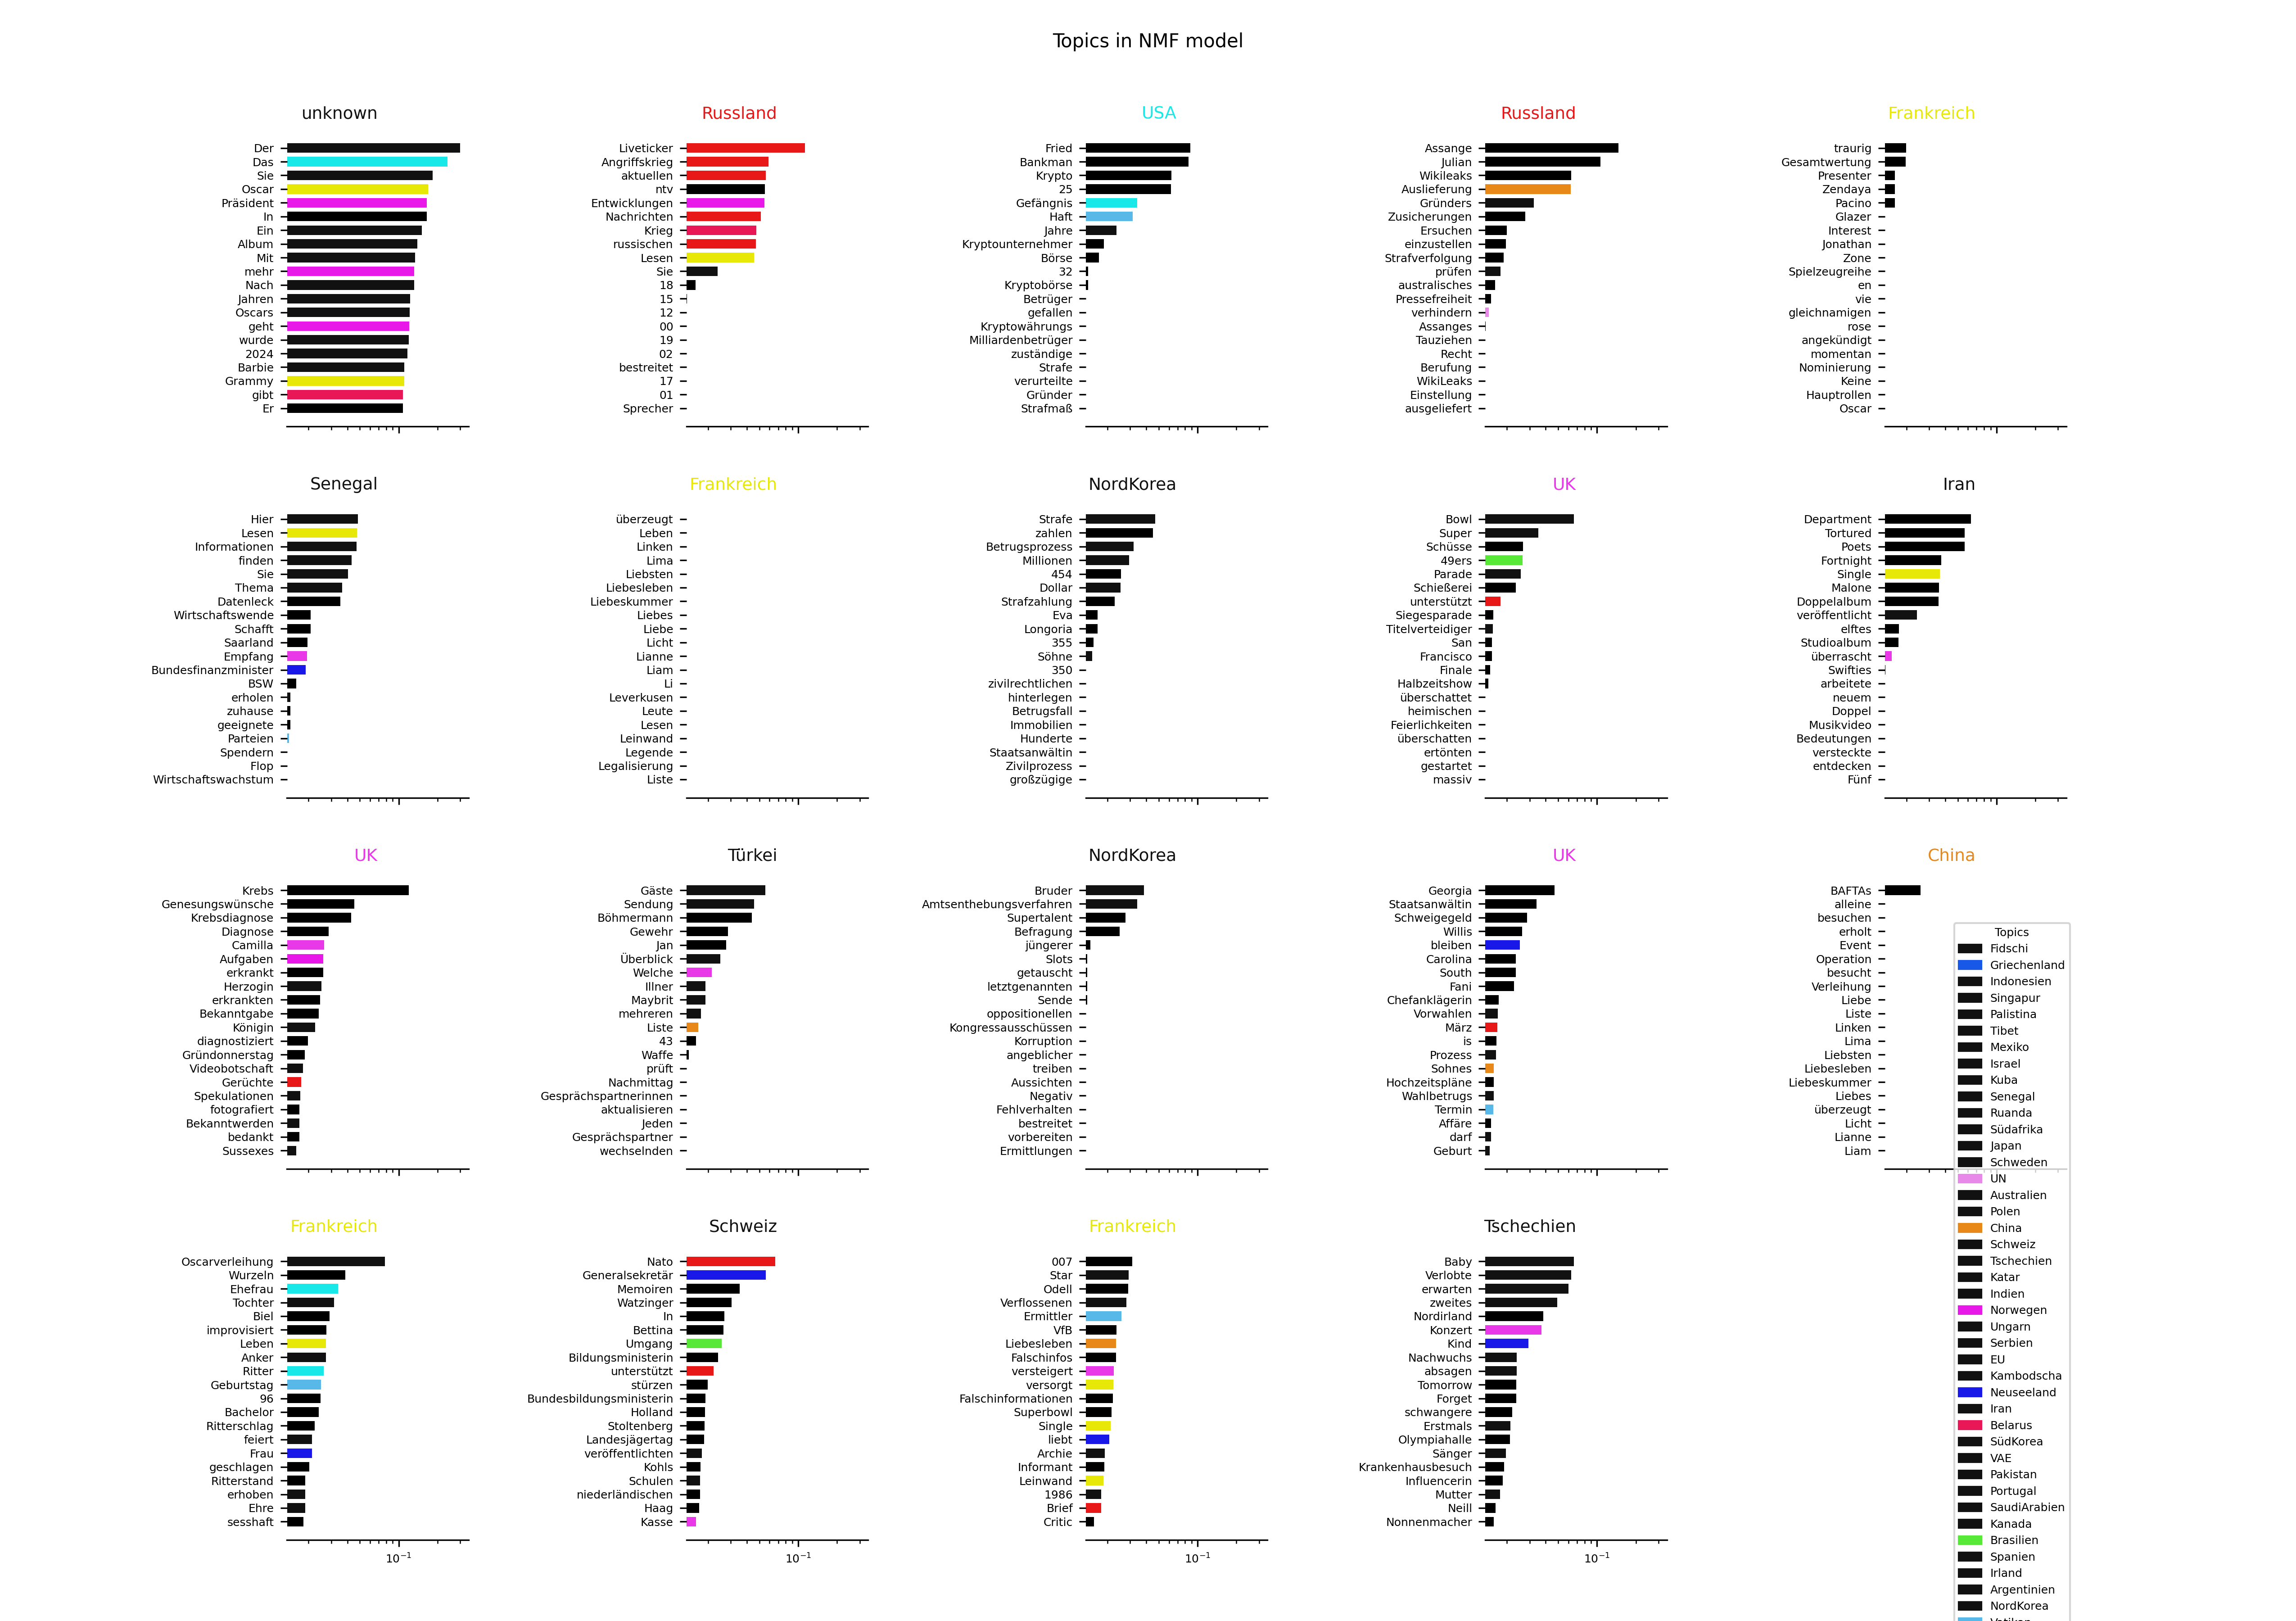 Topics in NMF model
unknown
Der
Das
Sie
Oscar
Präsident
In
Ein
Album
Mit
mehr
Nach
Jahren
Oscars
geht
wurde
2024
Barbie
Grammy
gibt
Er
Russland
Liveticker
Angriffskrieg
aktuellen
ntv
Entwicklungen
Nachrichten
Krieg
russischen
Lesen
Sie
18
15
12
00
19
02
bestreitet
17
01
Sprecher
USA
Fried
Bankman
Krypto
25
Gefängnis
Haft
Jahre
Kryptounternehmer
Börse
32
Kryptobörse
Betrüger
gefallen
Kryptowährungs
Milliardenbetrüger
zuständige
Strafe
verurteilte
Gründer
Strafmaß
Russland
Assange
Julian
Wikileaks
Auslieferung
Gründers
Zusicherungen
Ersuchen
einzustellen
Strafverfolgung
prüfen
australisches
Pressefreiheit
verhindern
Assanges
Tauziehen
Recht
Berufung
WikiLeaks
Einstellung
ausgeliefert
Frankreich
traurig
Gesamtwertung
Presenter
Zendaya
Pacino
Glazer
Interest
Jonathan
Zone
Spielzeugreihe
en
vie
gleichnamigen
rose
angekündigt
momentan
Nominierung
Keine
Hauptrollen
Oscar
Senegal
Hier
Lesen
Informationen
finden
Sie
Thema
Datenleck
Wirtschaftswende
Schafft
Saarland
Empfang
Bundesfinanzminister
BSW
erholen
zuhause
geeignete
Parteien
Spendern
Flop
Wirtschaftswachstum
Frankreich
überzeugt
Leben
Linken
Lima
Liebsten
Liebesleben
Liebeskummer
Liebes
Liebe
Licht
Lianne
Liam
Li
Leverkusen
Leute
Lesen
Leinwand
Legende
Legalisierung
Liste
NordKorea
Strafe
zahlen
Betrugsprozess
Millionen
454
Dollar
Strafzahlung
Eva
Longoria
355
Söhne
350
zivilrechtlichen
hinterlegen
Betrugsfall
Immobilien
Hunderte
Staatsanwältin
Zivilprozess
großzügige
UK
Bowl
Super
Schüsse
49ers
Parade
Schießerei
unterstützt
Siegesparade
Titelverteidiger
San
Francisco
Finale
Halbzeitshow
überschattet
heimischen
Feierlichkeiten
überschatten
ertönten
gestartet
massiv
Iran
Department
Tortured
Poets
Fortnight
Single
Malone
Doppelalbum
veröffentlicht
elftes
Studioalbum
überrascht
Swifties
arbeitete
neuem
Doppel
Musikvideo
Bedeutungen
versteckte
entdecken
Fünf
UK
Krebs
Genesungswünsche
Krebsdiagnose
Diagnose
Camilla
Aufgaben
erkrankt
Herzogin
erkrankten
Bekanntgabe
Königin
diagnostiziert
Gründonnerstag
Videobotschaft
Gerüchte
Spekulationen
fotografiert
Bekanntwerden
bedankt
Sussexes
Türkei
Gäste
Sendung
Böhmermann
Gewehr
Jan
Überblick
Welche
Illner
Maybrit
mehreren
Liste
43
Waffe
prüft
Nachmittag
Gesprächspartnerinnen
aktualisieren
Jeden
Gesprächspartner
wechselnden
NordKorea
Bruder
Amtsenthebungsverfahren
Supertalent
Befragung
jüngerer
Slots
getauscht
letztgenannten
Sende
oppositionellen
Kongressausschüssen
Korruption
angeblicher
treiben
Aussichten
Negativ
Fehlverhalten
bestreitet
vorbereiten
Ermittlungen
UK
Georgia
Staatsanwältin
Schweigegeld
Willis
bleiben
Carolina
South
Fani
Chefanklägerin
Vorwahlen
März
is
Prozess
Sohnes
Hochzeitspläne
Wahlbetrugs
Termin
Affäre
darf
Geburt
China
BAFTAs
alleine
besuchen
erholt
Event
Operation
besucht
Verleihung
Liebe
Liste
Linken
Lima
Liebsten
Liebesleben
Liebeskummer
Liebes
überzeugt
Licht
Lianne
Liam
Frankreich
Oscarverleihung
Wurzeln
Ehefrau
Tochter
Biel
improvisiert
Leben
Anker
Ritter
Geburtstag
96
Bachelor
Ritterschlag
feiert
Frau
geschlagen
Ritterstand
erhoben
Ehre
sesshaft
10⁻¹
Schweiz
Nato
Generalsekretär
Memoiren
Watzinger
In
Bettina
Umgang
Bildungsministerin
unterstützt
stürzen
Bundesbildungsministerin
Holland
Stoltenberg
Landesjägertag
veröffentlichten
Kohls
Schulen
niederländischen
Haag
Kasse
10⁻¹
Frankreich
007
Star
Odell
Verflossenen
Ermittler
VfB
Liebesleben
Falschinfos
versteigert
versorgt
Falschinformationen
Superbowl
Single
liebt
Archie
Informant
Leinwand
1986
Brief
Critic
10⁻¹
Tschechien
Baby
Verlobte
erwarten
zweites
Nordirland
Konzert
Kind
Nachwuchs
absagen
Tomorrow
Forget
schwangere
Erstmals
Olympiahalle
Sänger
Krankenhausbesuch
Influencerin
Mutter
Neill
Nonnenmacher
10⁻¹
Topics
Fidschi
Griechenland
Indonesien
Singapur
Palistina
Tibet
Mexiko
Israel
Kuba
Senegal
Ruanda
Südafrika
Japan
Schweden
UN
Australien
Polen
China
Schweiz
Tschechien
Katar
Indien
Norwegen
Ungarn
Serbien
EU
Kambodscha
Neuseeland
Iran
Belarus
SüdKorea
VAE
Pakistan
Portugal
SaudiArabien
Kanada
Brasilien
Spanien
Irland
Argentinien
NordKorea